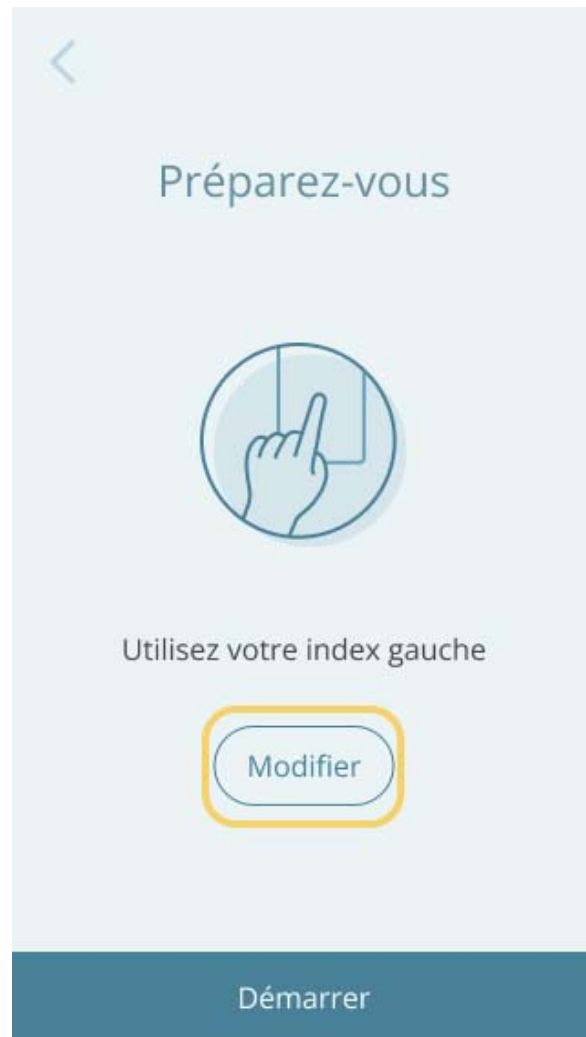 Préparez-vous
Utilisez votre index gauche
Modifier
Démarrer